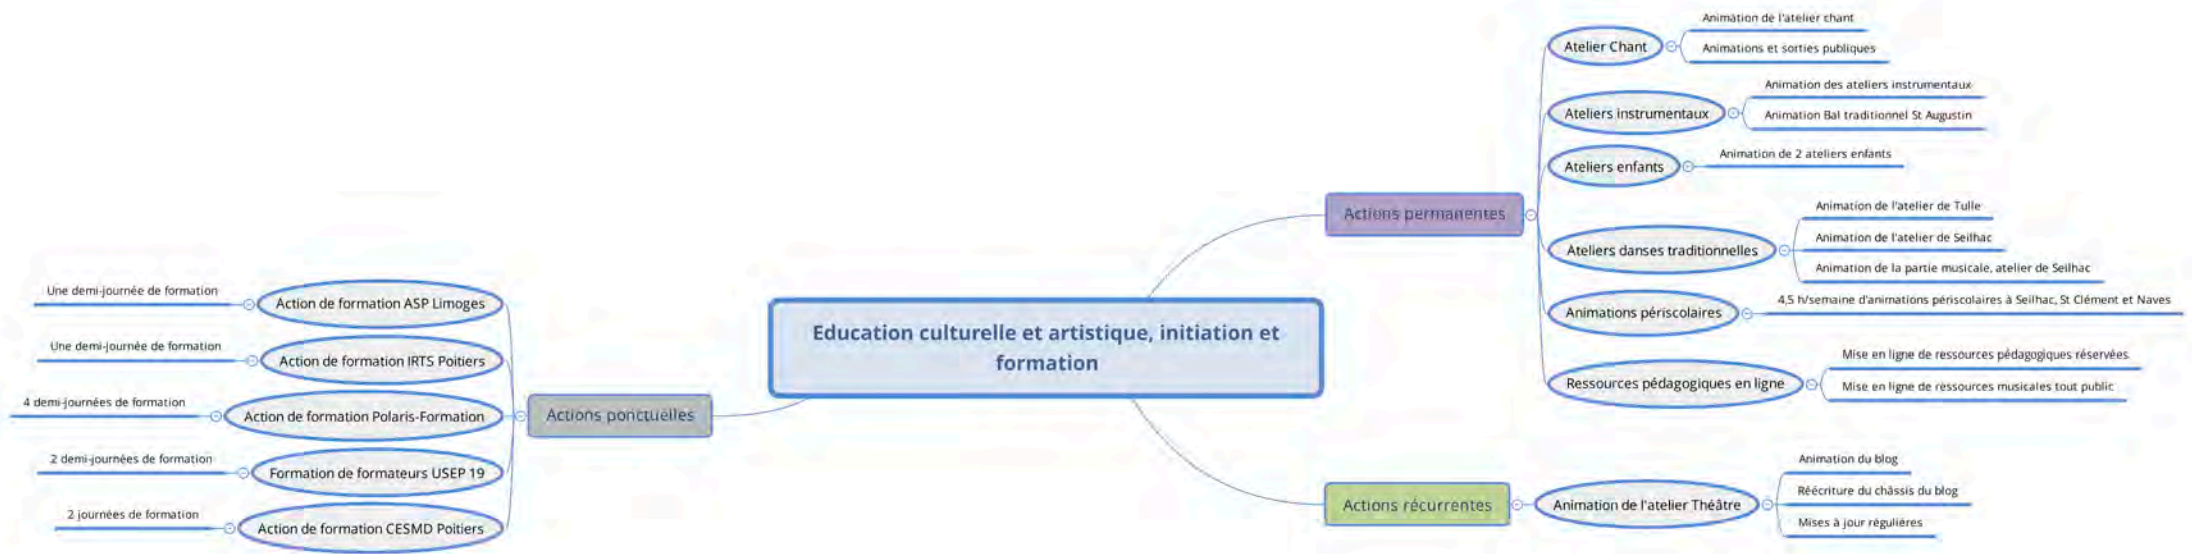 Education culturelle et artistique, initiation et
formation
Actions permanentes
Atelier Chant
Animation de l'atelier chant
Animations et sorties publiques
Ateliers instrumentaux
Animation des ateliers instrumentaux
Animation Bal traditionnel St Augustin
Ateliers enfants
Animation de 2 ateliers enfants
Ateliers danses traditionnelles
Animation de l'atelier de Tulle
Animation de l'atelier de Seilhac
Animation de la partie musicale, atelier de Seilhac
Animations périscolaires
4,5 h/semaine d'animations périscolaires à Seilhac, St Clément et Naves
Ressources pédagogiques en ligne
Mise en ligne de ressources pédagogiques réservées
Mise en ligne de ressources musicales tout public
Actions récurrentes
Animation de l'atelier Théâtre
Animation du blog
Réécriture du châssis du blog
Mises à jour régulières
Actions ponctuelles
Action de formation ASP Limoges
Une demi-journée de formation
Action de formation IRTS Poitiers
Une demi-journée de formation
Action de formation Polaris-Formation
4 demi-journées de formation
Formation de formateurs USEP 19
2 demi-journées de formation
Action de formation CESMD Poitiers
2 journées de formation